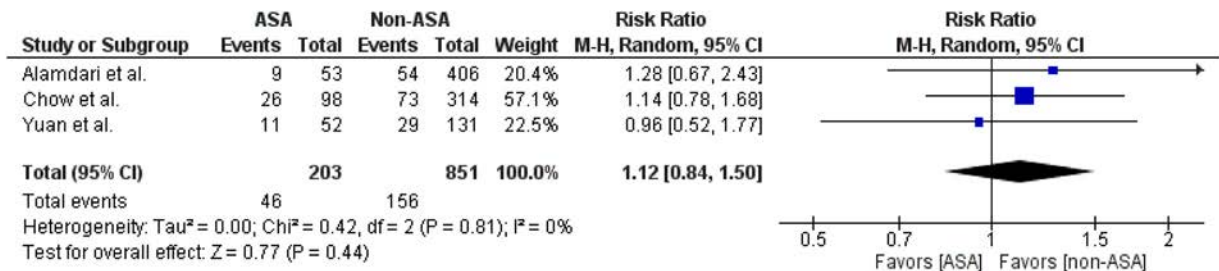 ASA Non-ASA Risk Ratio Risk Ratio
Study or Subgroup Events Total Events Total Weight M-H, Random, 95% CI M-H, Random, 95% CI
Alamdari et al. 9 53 54 406 20.4% 1.28 [0.67, 2.43]
Chow et al. 26 98 73 314 57.1% 1.14 [0.78, 1.68]
Yuan et al. 11 52 29 131 22.5% 0.96 [0.52, 1.77]
Total (95% CI) 203 851 100.0% 1.12 [0.84, 1.50]
Total events 46 156
Heterogeneity: Tau² = 0.00; Chi² = 0.42, df = 2 (P = 0.81); I² = 0%
Test for overall effect: Z = 0.77 (P = 0.44)
0.5 0.7 1 1.5 2
Favors [ASA] Favors [non-ASA]